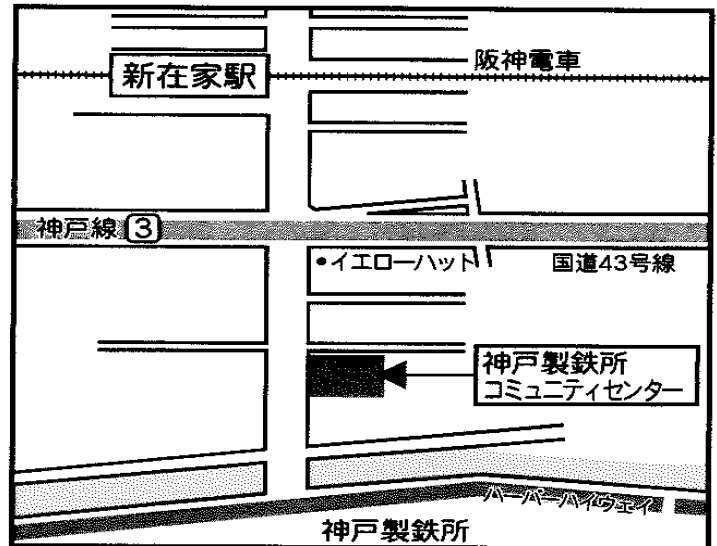 阪神電車
新在家駅
神戸線 3
•イエローハット
国道43号線
神戸製鉄所
コミュニティセンター
ハーバーハイウェイ
神戸製鉄所